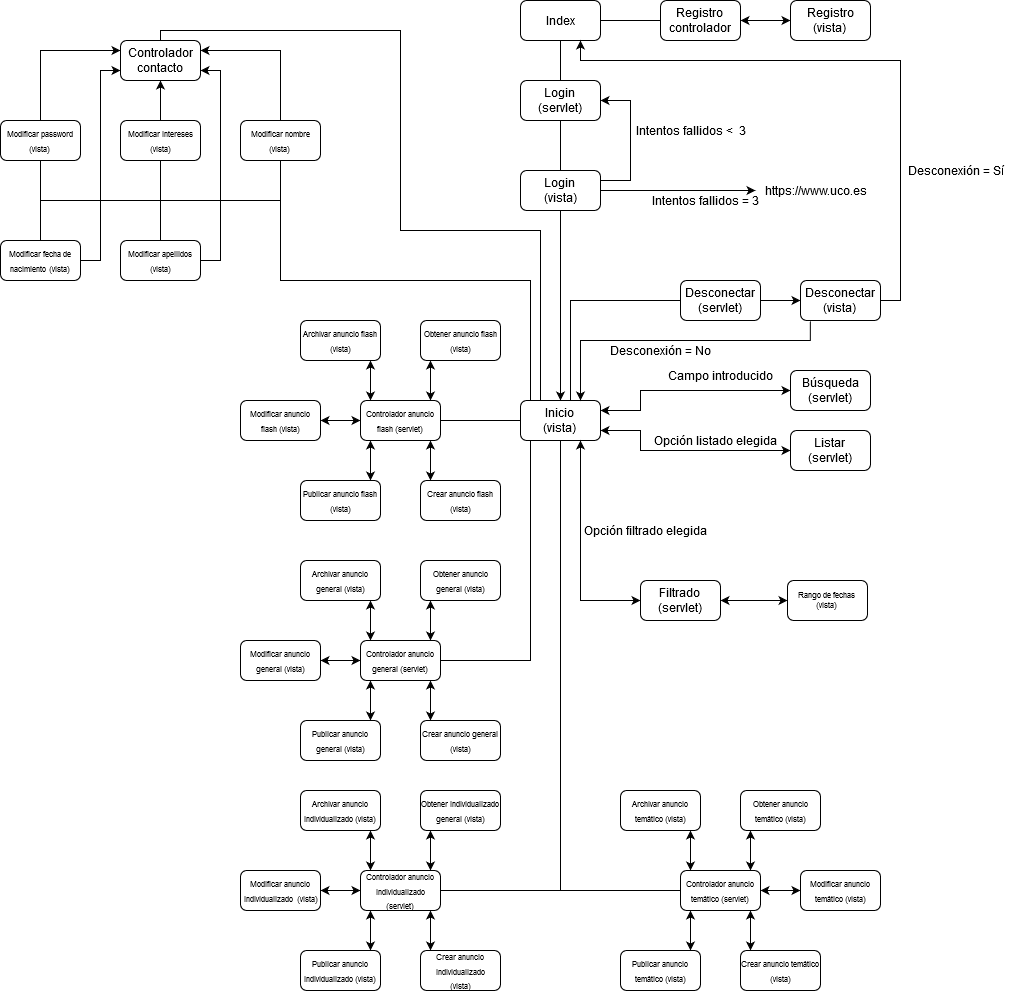 Index
Registro
controlador
Registro
(vista)
Controlador
contacto
Login
(servlet)
Intentos fallidos < 3
Modificar password
(vista)
Modificar intereses
(vista)
Modificar nombre
(vista)
Desconexión = Sí
Login
(vista)
https://www.uco.es
Intentos fallidos = 3
Modificar fecha de
nacimiento (vista)
Modificar apellidos
(vista)
Desconectar
(servlet)
Desconectar
(vista)
Archivar anuncio flash
(vista)
Obtener anuncio flash
(vista)
Desconexión = No
Campo introducido
Búsqueda
(servlet)
Modificar anuncio
flash (vista)
Controlador anuncio
flash (servlet)
Inicio
(vista)
Opción listado elegida
Listar
(servlet)
Publicar anuncio flash
(vista)
Crear anuncio flash
(vista)
Opción filtrado elegida
Archivar anuncio
general (vista)
Obtener anuncio
general (vista)
Filtrado
(servlet)
Rango de fechas
(vista)
Modificar anuncio
general (vista)
Controlador anuncio
general (servlet)
Publicar anuncio
general (vista)
Crear anuncio general
(vista)
Archivar anuncio
individualizado (vista)
Obtener individualizado
general (vista)
Archivar anuncio
temático (vista)
Obtener anuncio
temático (vista)
Modificar anuncio
individualizado (vista)
Controlador anuncio
individualizado
(servlet)
Controlador anuncio
temático (servlet)
Modificar anuncio
temático (vista)
Publicar anuncio
individualizado (vista)
Crear anuncio
individualizado
(vista)
Publicar anuncio
temático (vista)
Crear anuncio temático
(vista)